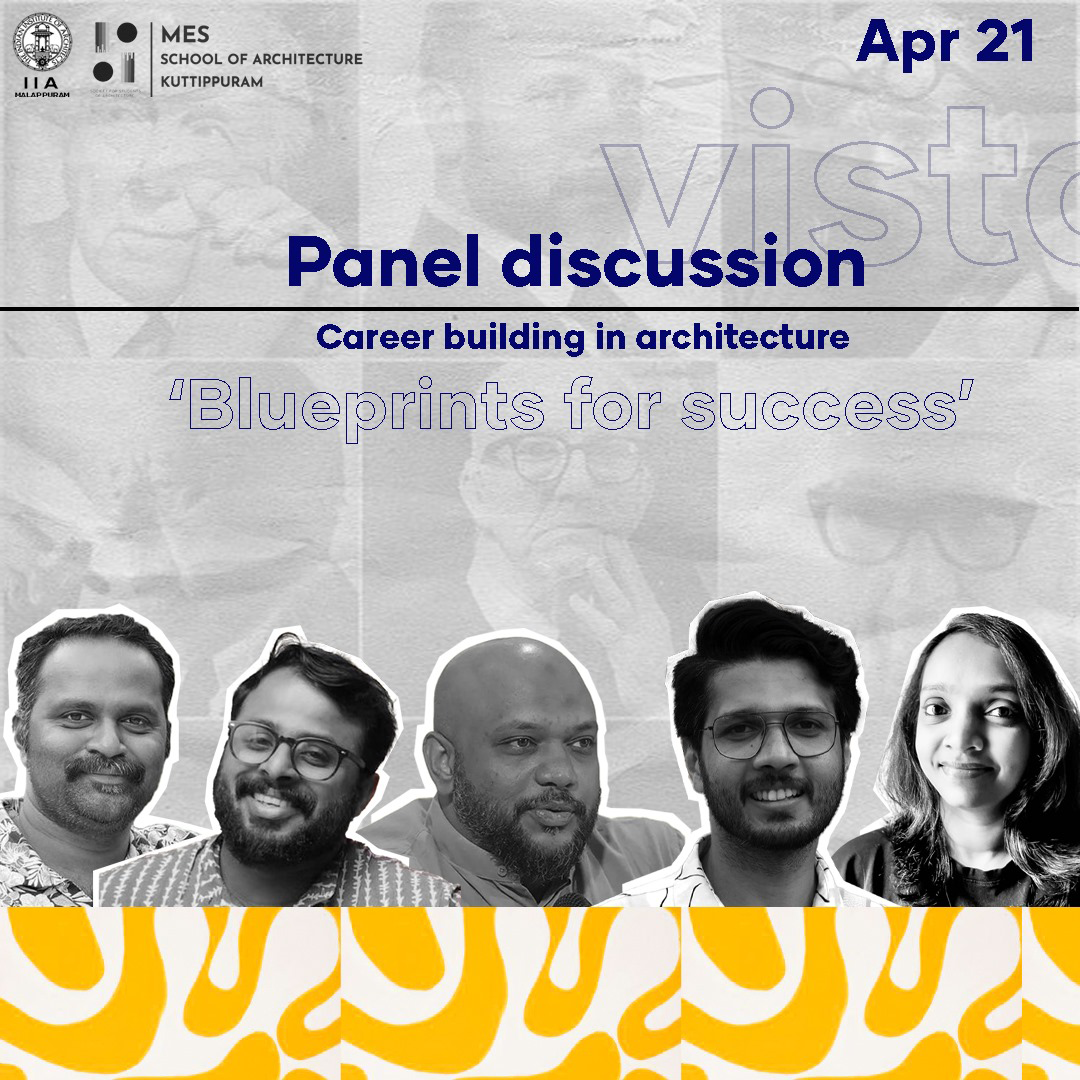 IIA
MALAPPURAM
MES
SCHOOL OF ARCHITECTURE
KUTTIPPURAM
Apr 21
visto
Panel discussion
Career building in architecture
‘Blueprints for success’